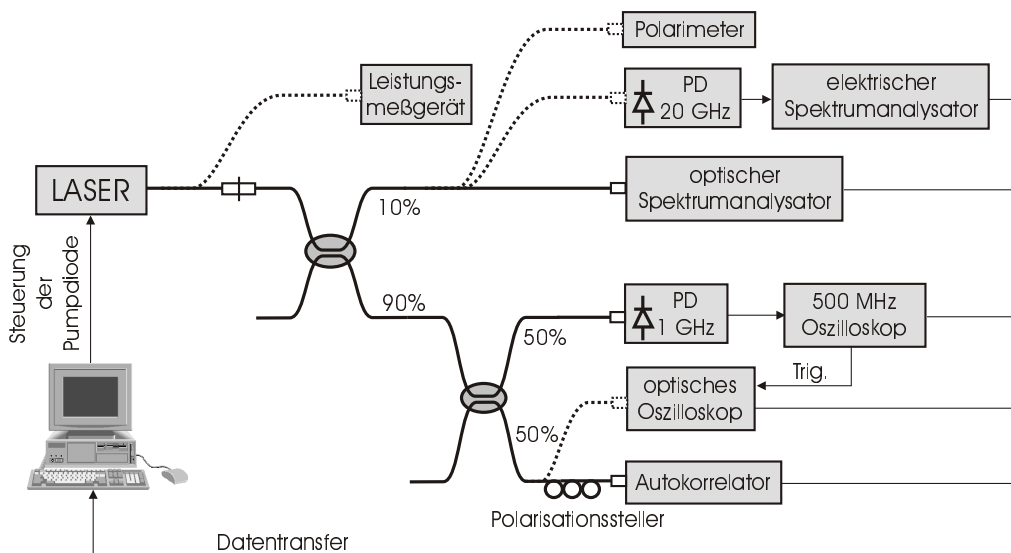 Polarimeter
Leistungs-
meßgerät
PD
20 GHz
elektrischer
Spektrumanalysator
LASER
optischer
Spektrumanalysator
10%
Steuerung
der
Pumpdiode
90%
PD
1 GHz
500 MHz
Oszilloskop
50%
Trig.
optisches
Oszilloskop
50%
Autokorrelator
Polarisationssteller
Datentransfer